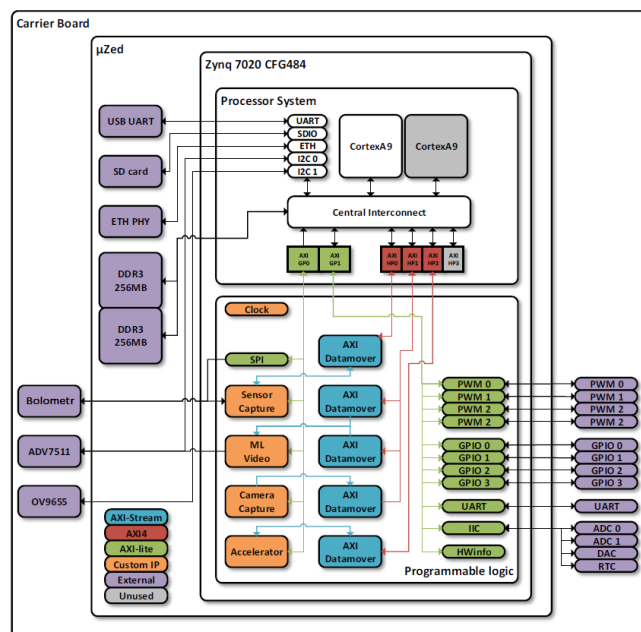 Carrier Board
µZed
Zynq 7020 CFG484
Processor System
USB UART
SD card
ETH PHY
DDR3
256MB
DDR3
256MB
UART
SDIO
ETH
I2C 0
I2C 1
CortexA9
CortexA9
Central Interconnect
AXI
GP0
AXI
GP1
AXI
HP0
AXI
HP1
AXI
HP2
AXI
HP3
Clock
SPI
Sensor
Capture
ML
Video
Camera
Capture
Accelerator
AXI
Datamover
AXI
Datamover
AXI
Datamover
AXI
Datamover
AXI
Datamover
PWM 0
PWM 1
PWM 2
PWM 2
GPIO 0
GPIO 1
GPIO 2
GPIO 3
UART
IIC
HWinfo
Programmable logic
PWM 0
PWM 1
PWM 2
PWM 2
GPIO 0
GPIO 1
GPIO 2
GPIO 3
UART
ADC 0
ADC 1
DAC
RTC
Bolometr
ADV7511
OV9655
AXI-Stream
AXI4
AXI-lite
Custom IP
External
Unused